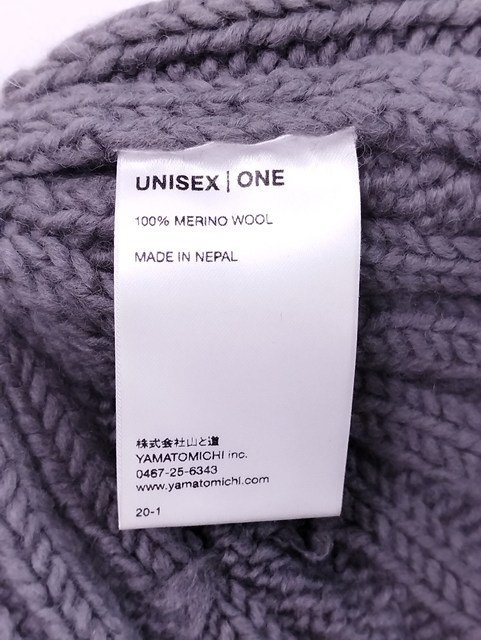 UNISEX | ONE
100% MERINO WOOL
MADE IN NEPAL
株式会社山と道
YAMATOMICHI inc.
0467-25-6343
www.yamatomichi.com
20-1